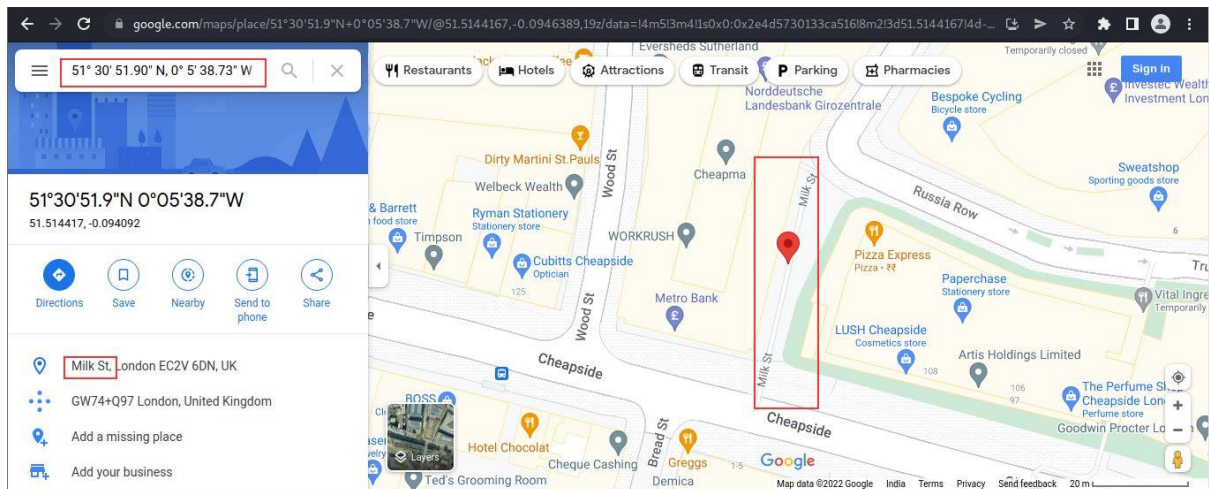 google.com/maps/place/51°30'51.9"N+0°05'38.7"W/@51.5144167,-0.0946389,19z/data=!4m5!3m4!1s0x0:0x2e4d5730133ca516!8m2!3d51.5144167!4d-...
51° 30' 51.90" N, 0° 5' 38.73" W
Restaurants
Hotels
Attractions
Transit
Parking
Pharmacies
Sign in
51°30'51.9"N 0°05'38.7"W
51.514417, -0.094092
Directions
Save
Nearby
Send to
phone
Share
Milk St, London EC2V 6DN, UK
GW74+Q97 London, United Kingdom
Add a missing place
Add your business
Eversheds Sutherland
Temporarily closed
Norddeutsche
Landesbank Girozentrale
Bespoke Cycling
Bicycle store
Investec Wealth
Investment Lon
Dirty Martini St.Pauls
Wood St
Cheapma
Milk St
Sweatshop
Sporting goods store
Welbeck Wealth
Russia Row
& Barrett
food store
Ryman Stationery
Stationery store
Timpson
WORKRUSH
6
Cubitts Cheapside
Optician
Pizza Express
Pizza • ₹₹
Paperchase
Stationery store
Tru
125
Wood St
Metro Bank
Vital Ingre
Temporarily
LUSH Cheapside
Cosmetics store
108
Artis Holdings Limited
Cheapside
Milk St
106
97
The Perfume Sh
Cheapside Lon
Perfume store
BOSS
Cheapside
Goodwin Procter Lo
Layers
Hotel Chocolat
Cheque Cashing
Bread St
Greggs
1-5
Google
Ted's Grooming Room
Demica
Map data ©2022 Google
India
Terms
Privacy
Send feedback
20 m